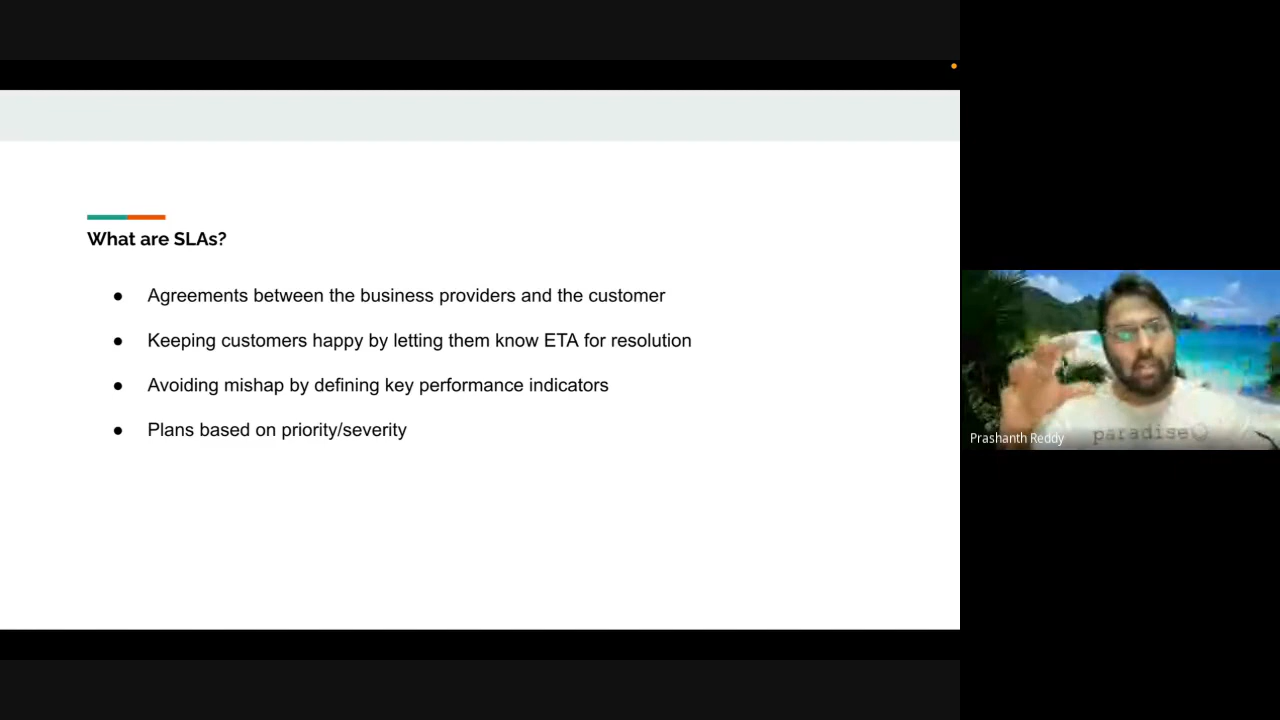 What are SLAs?
● Agreements between the business providers and the customer
● Keeping customers happy by letting them know ETA for resolution
● Avoiding mishap by defining key performance indicators
● Plans based on priority/severity
paradise
Prashanth Reddy